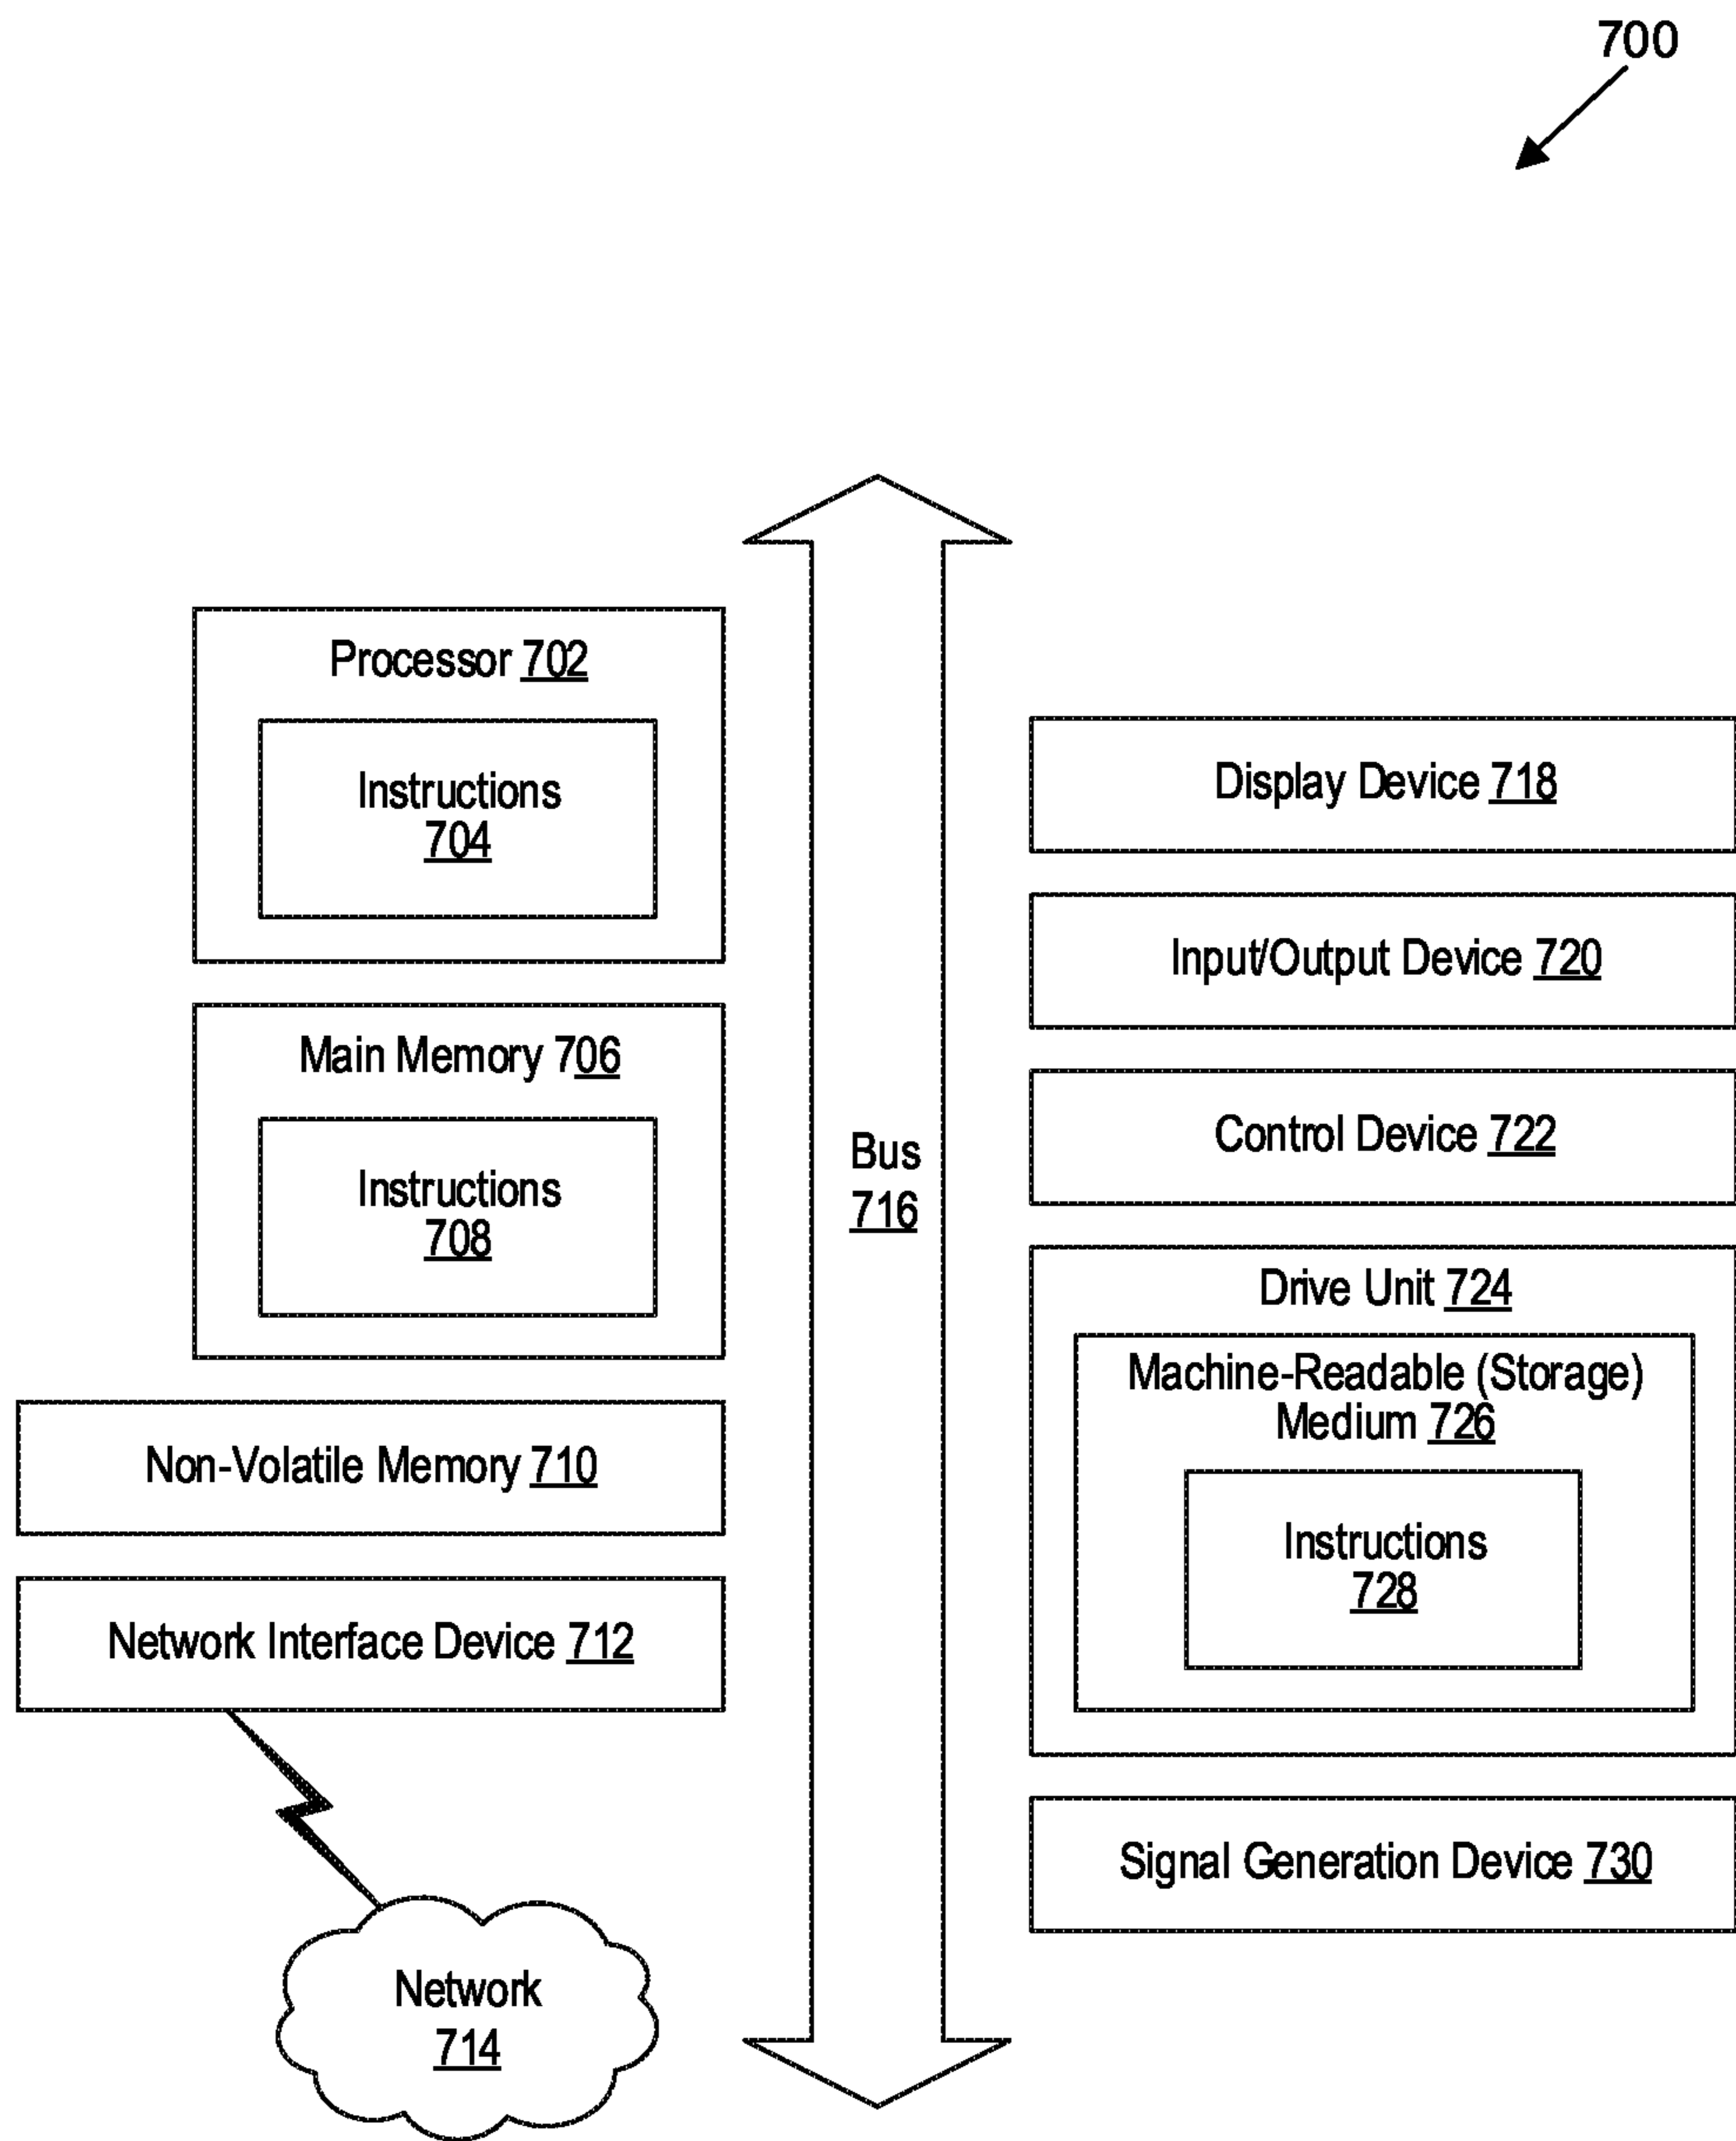 700
Processor 702
Instructions
704
Main Memory 706
Instructions
708
Non-Volatile Memory 710
Network Interface Device 712
Network
714
Bus
716
Display Device 718
Input/Output Device 720
Control Device 722
Drive Unit 724
Machine-Readable (Storage)
Medium 726
Instructions
728
Signal Generation Device 730